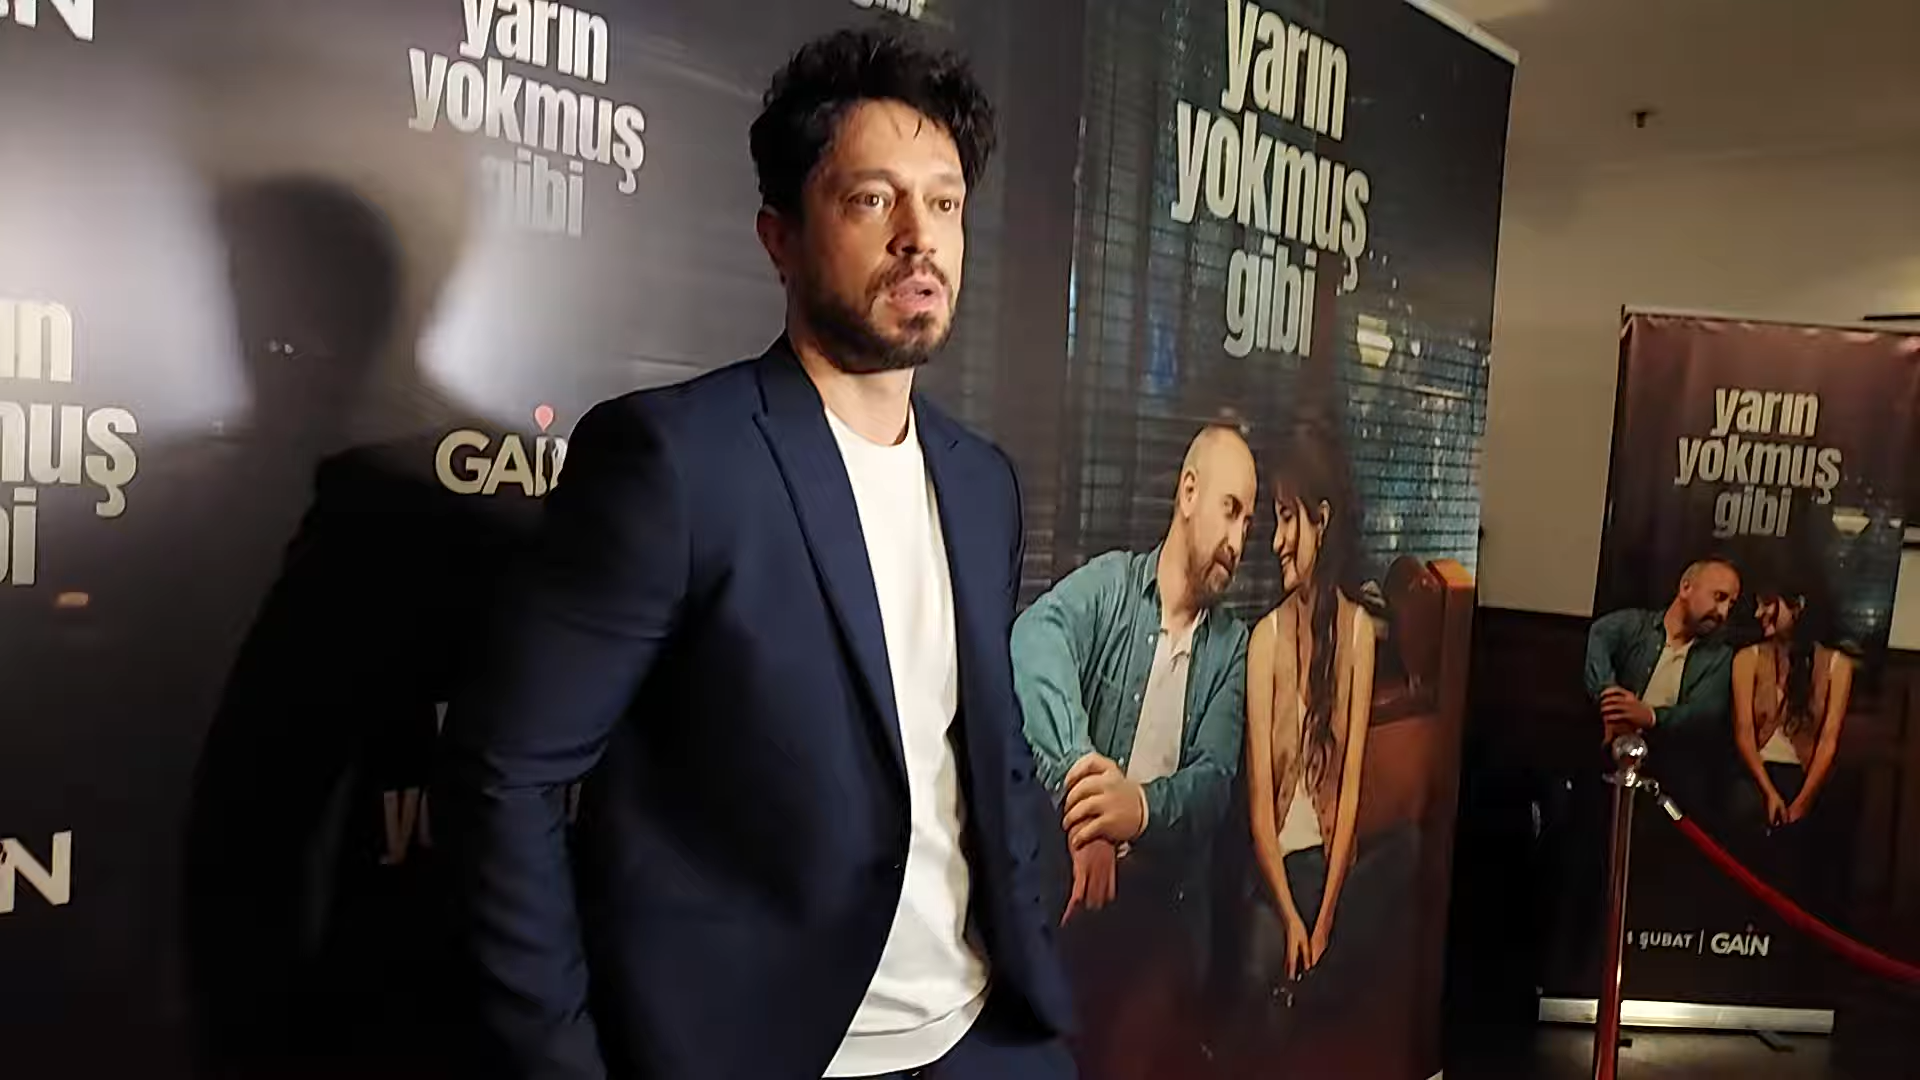 yarın
yokmuş
gibi
GAİN
yarın
yokmuş
gibi
yarın
yokmuş
gibi
ŞUBAT | GAİN